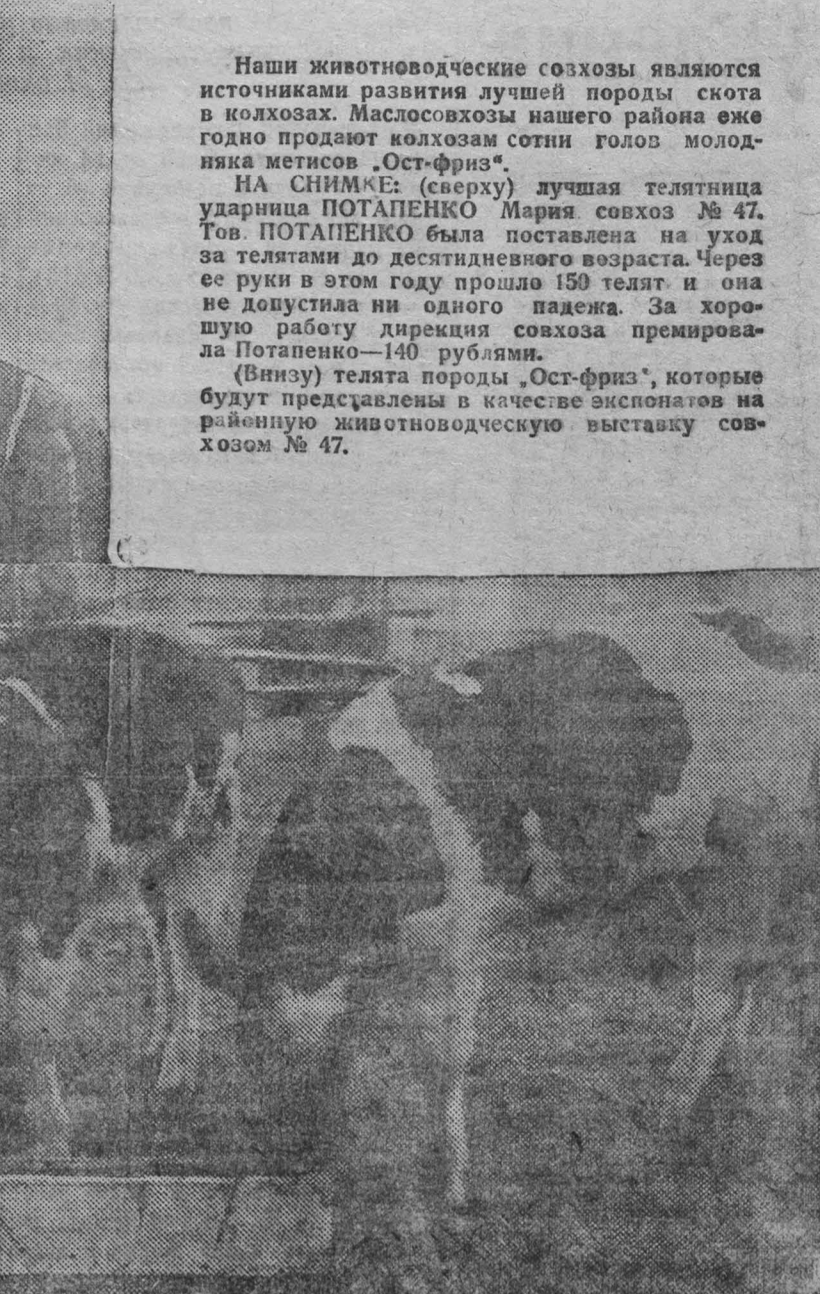 Наши животноводческие совхозы являются
источниками развития лучшей породы скота
в колхозах. Маслосовхозы нашего района еже
годно продают колхозам сотни голов молод-
няка метисов „Ост-фриз“.
НА СНИМКЕ: (сверху) лучшая телятница
ударница ПОТАПЕНКО Мария совхоз № 47.
Тов. ПОТАПЕНКО была поставлена на уход
за телятами до десятидневного возраста. Через
ее руки в этом году прошло 150 телят и она
не допустила ни одного падежа. За хоро-
шую работу дирекция совхоза премирова-
ла Потапенко—140 рублями.
(Внизу) телята породы „Ост-фриз“, которые
будут представлены в качестве экспонатов на
районную животноводческую выставку сов-
хозом № 47.